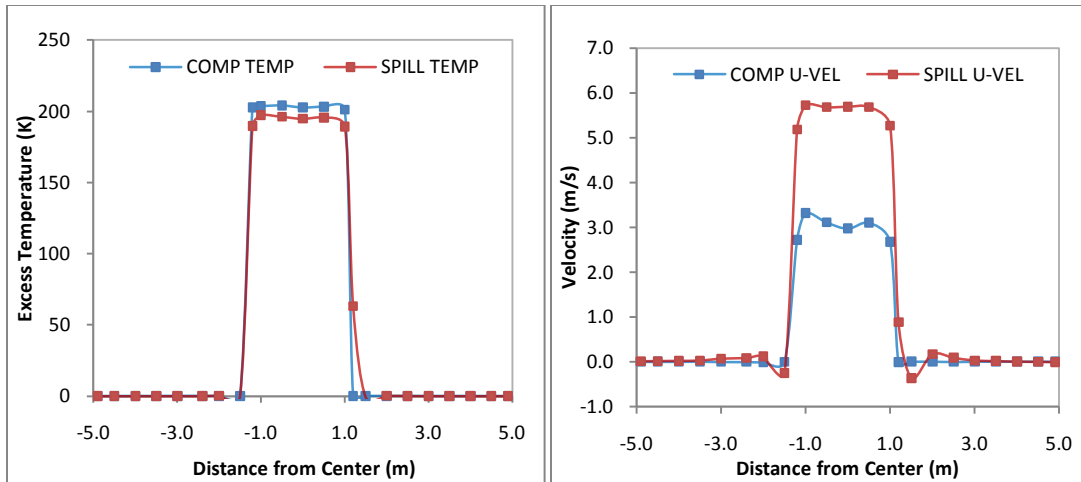 250
200
150
100
50
0
-5.0 -3.0 -1.0 1.0 3.0 5.0
Excess Temperature (K)
Distance from Center (m)
COMP TEMP SPILL TEMP
7.0
6.0
5.0
4.0
3.0
2.0
1.0
0.0
-1.0
-5.0 -3.0 -1.0 1.0 3.0 5.0
Velocity (m/s)
Distance from Center (m)
COMP U-VEL SPILL U-VEL